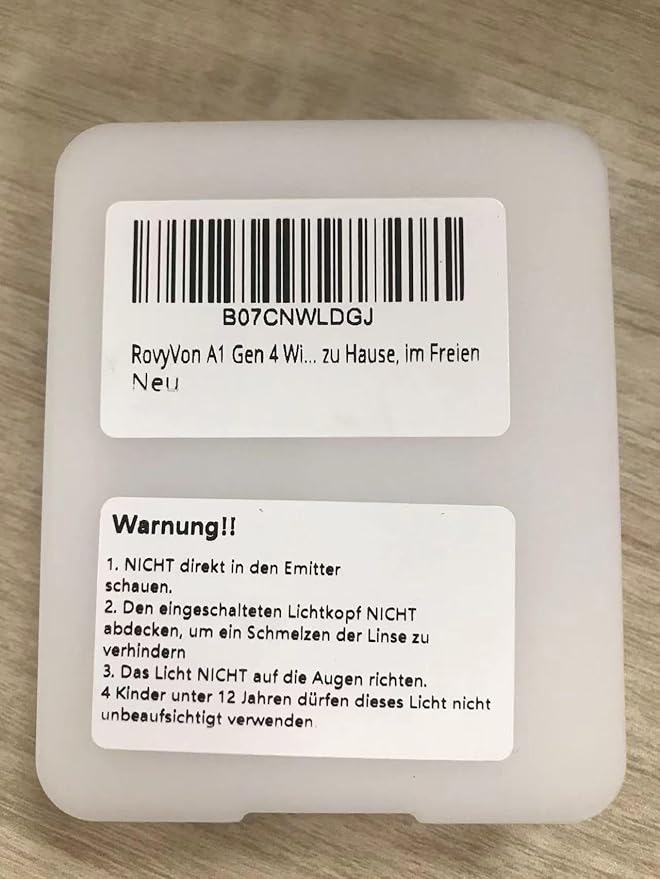 B07CNWLDGJ
RovyVon A1 Gen 4 Wi... zu Hause, im Freien
Neu
Warnung!!
1. NICHT direkt in den Emitter
schauen.
2. Den eingeschalteten Lichtkopf NICHT
abdecken, um ein Schmelzen der Linse zu
verhindern
3. Das Licht NICHT auf die Augen richten.
4 Kinder unter 12 Jahren dürfen dieses Licht nicht
unbeaufsichtigt verwenden.